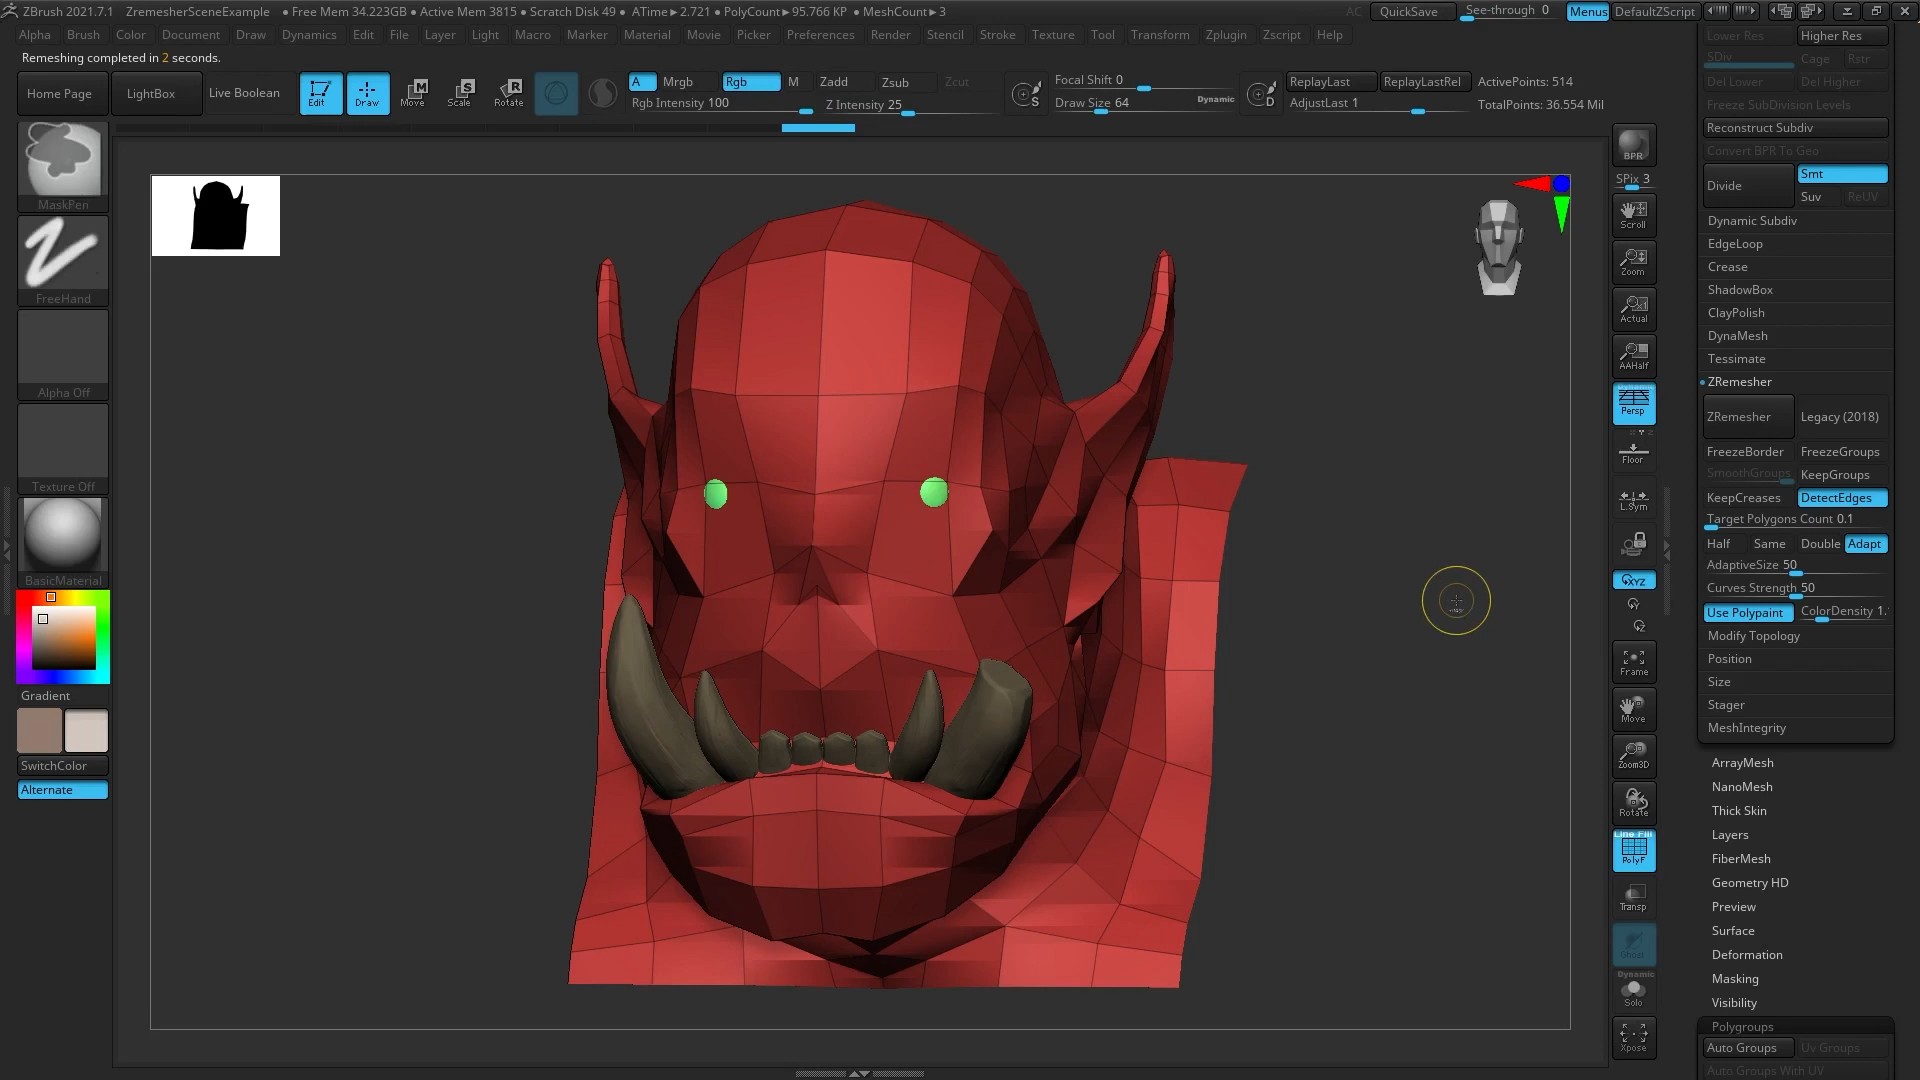 ZBrush 2021.7.1 ZremesherSceneExample • Free Mem 34.223GB • Active Mem 3815 • Scratch Disk 49 • ATime►2.721 • PolyCount►95.766 KP • MeshCount►3 AC QuickSave See-through 0 Menus DefaultZScript
Alpha Brush Color Document Draw Dynamics Edit File Layer Light Macro Marker Material Movie Picker Preferences Render Stencil Stroke Texture Tool Transform Zplugin Zscript Help
Remeshing completed in 2 seconds.
Home Page LightBox Live Boolean Edit Draw Move Scale Rotate
A Mrgb Rgb M Zadd Zsub Zcut
Rgb Intensity 100 Z Intensity 25
Focal Shift 0
Draw Size 64 Dynamic
ReplayLast ReplayLastRel ActivePoints: 514
AdjustLast 1 TotalPoints: 36.554 Mil
MaskPen
FreeHand
Alpha Off
Texture Off
BasicMaterial
Gradient
SwitchColor
Alternate
BPR
SPix 3
Scroll
Zoom
Actual
AAHalf
Dynamic
Persp
Floor
L.Sym
XYZ
Frame
Move
Zoom3D
Rotate
Line Fill
PolyF
Transp
Ghost
Dynamic
Solo
Xpose
Lower Res Higher Res
SDiv Cage Rstr
Del Lower Del Higher
Freeze SubDivision Levels
Reconstruct Subdiv
Convert BPR To Geo
Divide Smt
Suv ReUV
Dynamic Subdiv
EdgeLoop
Crease
ShadowBox
ClayPolish
DynaMesh
Tessimate
ZRemesher
ZRemesher Legacy (2018)
FreezeBorder FreezeGroups
SmoothGroups KeepGroups
KeepCreases DetectEdges
Target Polygons Count 0.1
Half Same Double Adapt
AdaptiveSize 50
Curves Strength 50
Use Polypaint ColorDensity 1.
Modify Topology
Position
Size
Stager
MeshIntegrity
ArrayMesh
NanoMesh
Thick Skin
Layers
FiberMesh
Geometry HD
Preview
Surface
Deformation
Masking
Visibility
Polygroups
Auto Groups Uv Groups
Auto Groups With UV